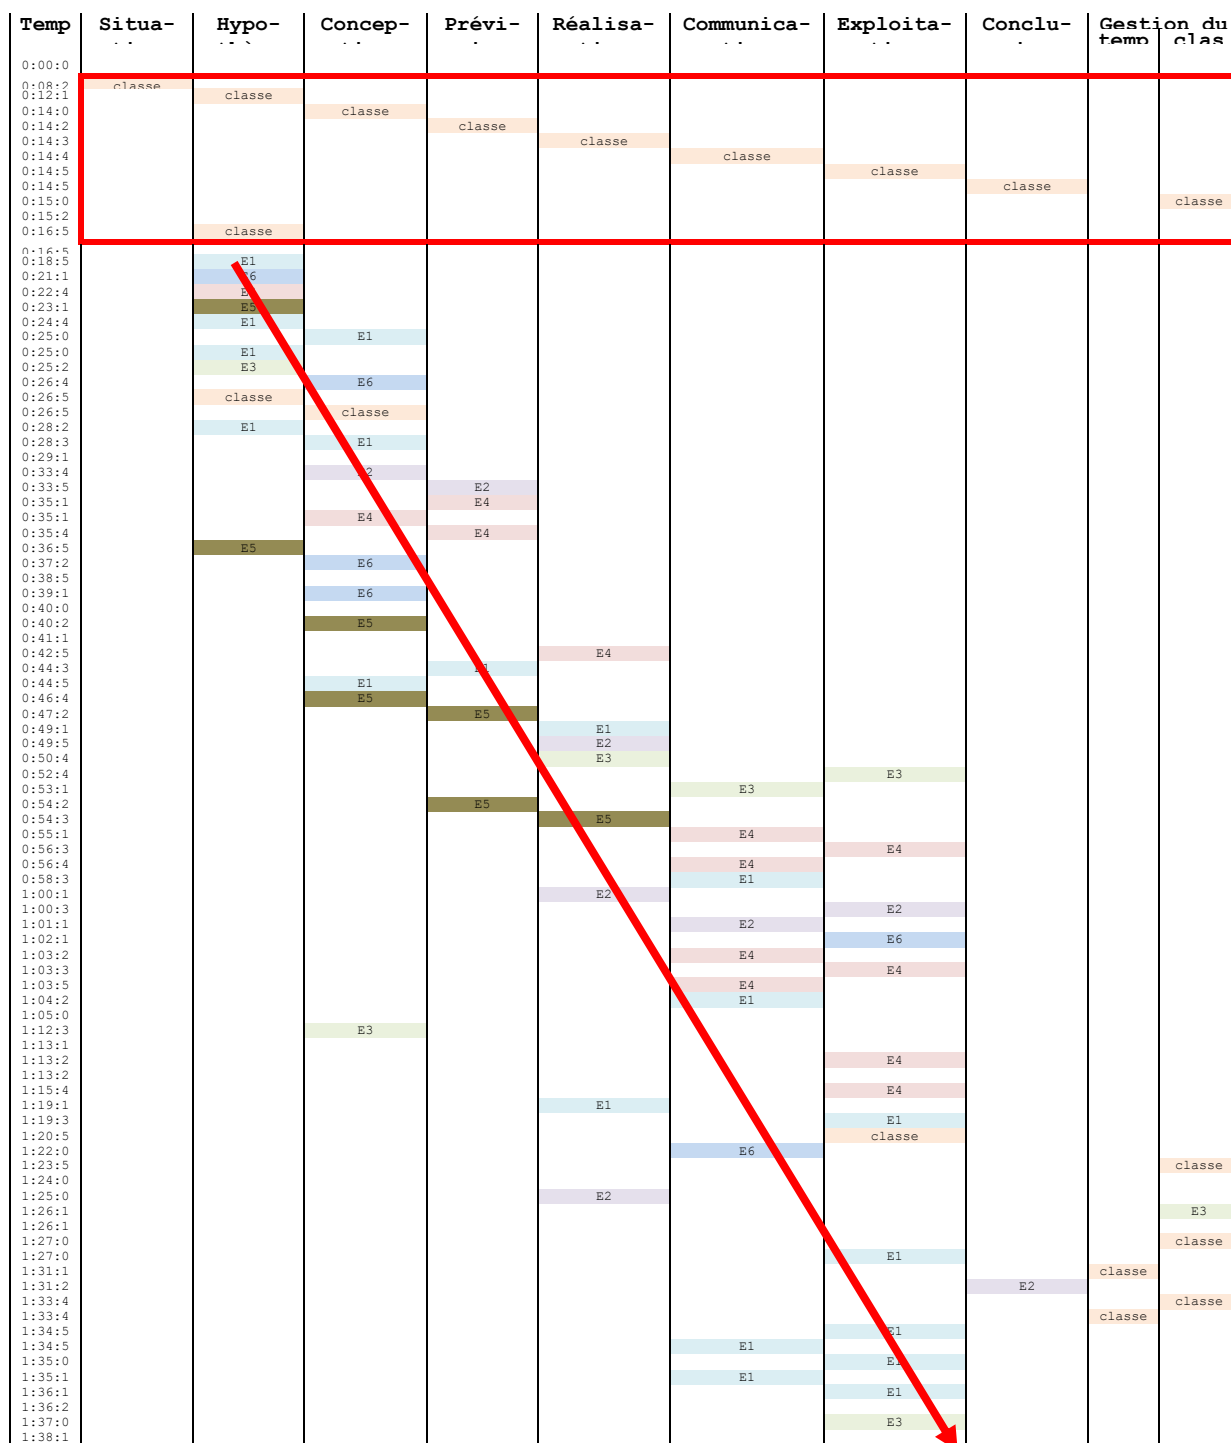 Temp Situa- Hypo- Concep- Prévi- Réalisa- Communica- Exploita- Conclu- Gestion du
temp clas
0:00:0
0:08:2 classe
0:12:1 classe
0:14:0 classe
0:14:2 classe
0:14:3 classe
0:14:4 classe
0:14:5 classe
0:14:5 classe
0:15:0 classe
0:15:2
0:16:5 classe
0:16:5
0:18:5 E1
0:21:1 E6
0:22:4
0:23:1 E5
0:24:4 E1
0:25:0 E1
0:25:0 E1
0:25:2 E3
0:26:4 E6
0:26:5 classe
0:26:5 classe
0:28:2 E1
0:28:3 E1
0:29:1
0:33:4 E2
0:33:5 E2
0:35:1 E4
0:35:1 E4
0:35:4 E4
0:36:5 E5
0:37:2 E6
0:38:5
0:39:1 E6
0:40:0
0:40:2 E5
0:41:1
0:42:5 E4
0:44:3 E1
0:44:5 E1
0:46:4 E5
0:47:2 E5
0:49:1 E1
0:49:5 E2
0:50:4 E3
0:52:4 E3
0:53:1 E3
0:54:2 E5
0:54:3 E5
0:55:1 E4
0:56:3 E4
0:56:4 E4
0:58:3 E1
1:00:1 E2
1:00:3 E2
1:01:1 E2
1:02:1 E6
1:03:2 E4
1:03:3 E4
1:03:5 E4
1:04:2 E1
1:05:0
1:12:3 E3
1:13:1
1:13:2 E4
1:13:2
1:15:4 E4
1:19:1 E1
1:19:3 E1
1:20:5 classe
1:22:0 E6
1:23:5 classe
1:24:0
1:25:0 E2
1:26:1 E3
1:26:1
1:27:0 classe
1:27:0 E1
1:31:1 classe
1:31:2 E2
1:33:4 classe
1:33:4 classe
1:34:5 E1
1:34:5 E1
1:35:0 E1
1:35:1 E1
1:36:1 E1
1:36:2
1:37:0 E3
1:38:1